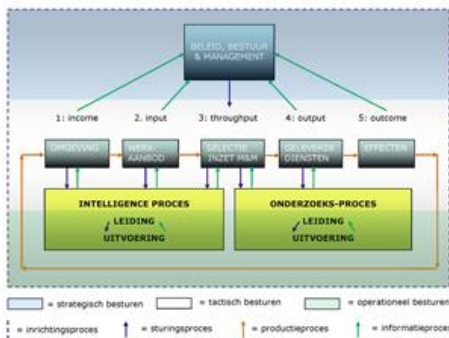 BELEID, BESTUUR
& MANAGEMENT
1: income
2. input
3: throughput
4: output
5: outcome
OMGEVING
WERK-
AANBOD
SELECTIE
INZET M&M
GELEVERDE
DIENSTEN
EFFECTEN
INTELLIGENCE PROCES
LEIDING
UITVOERING
ONDERZOEKS-PROCES
LEIDING
UITVOERING
= strategisch besturen
= tactisch besturen
= operationeel besturen
= inrichtingsproces
= sturingsproces
= productieproces
= informatieproces